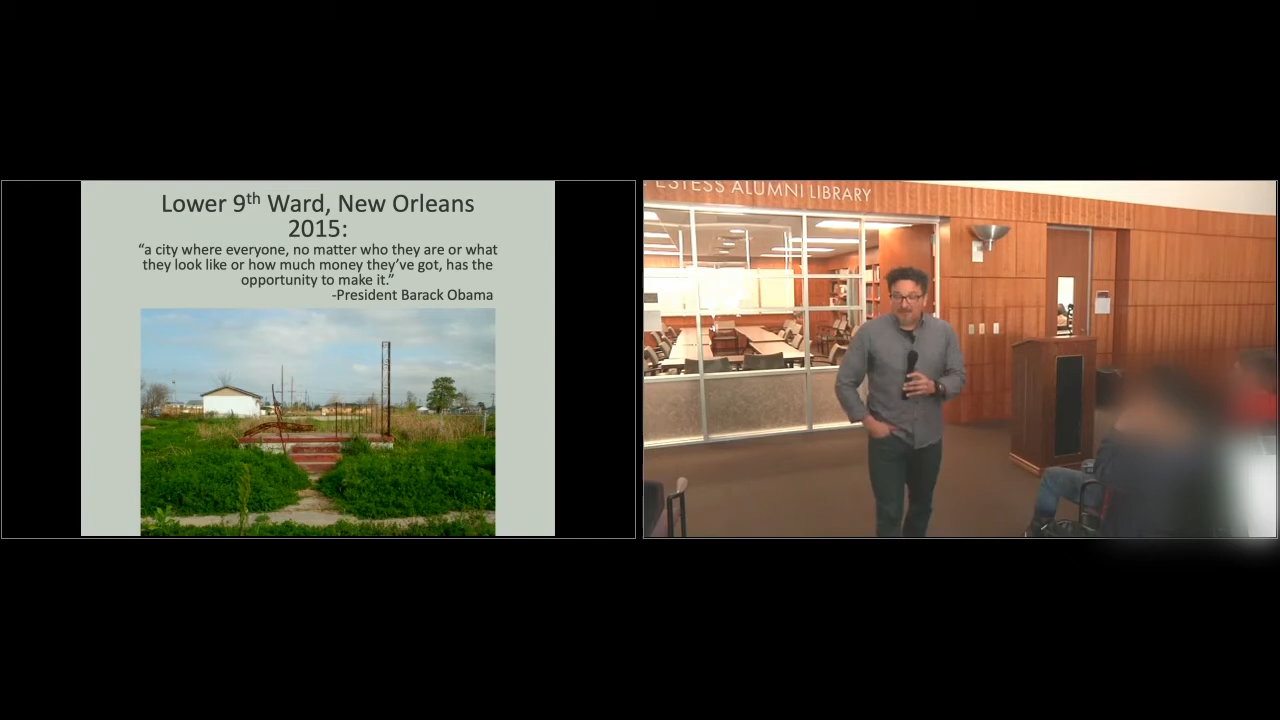 Lower 9th Ward, New Orleans
2015:
“a city where everyone, no matter who they are or what
they look like or how much money they’ve got, has the
opportunity to make it.”
-President Barack Obama
ESTESS ALUMNI LIBRARY